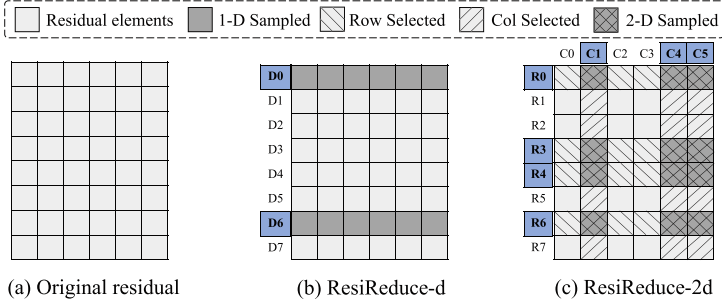 Residual elements 1-D Sampled Row Selected Col Selected 2-D Sampled
C0 C1 C2 C3 C4 C5
D0 R0
D1 R1
D2 R2
D3 R3
D4 R4
D5 R5
D6 R6
D7 R7
(a) Original residual (b) ResiReduce-d (c) ResiReduce-2d